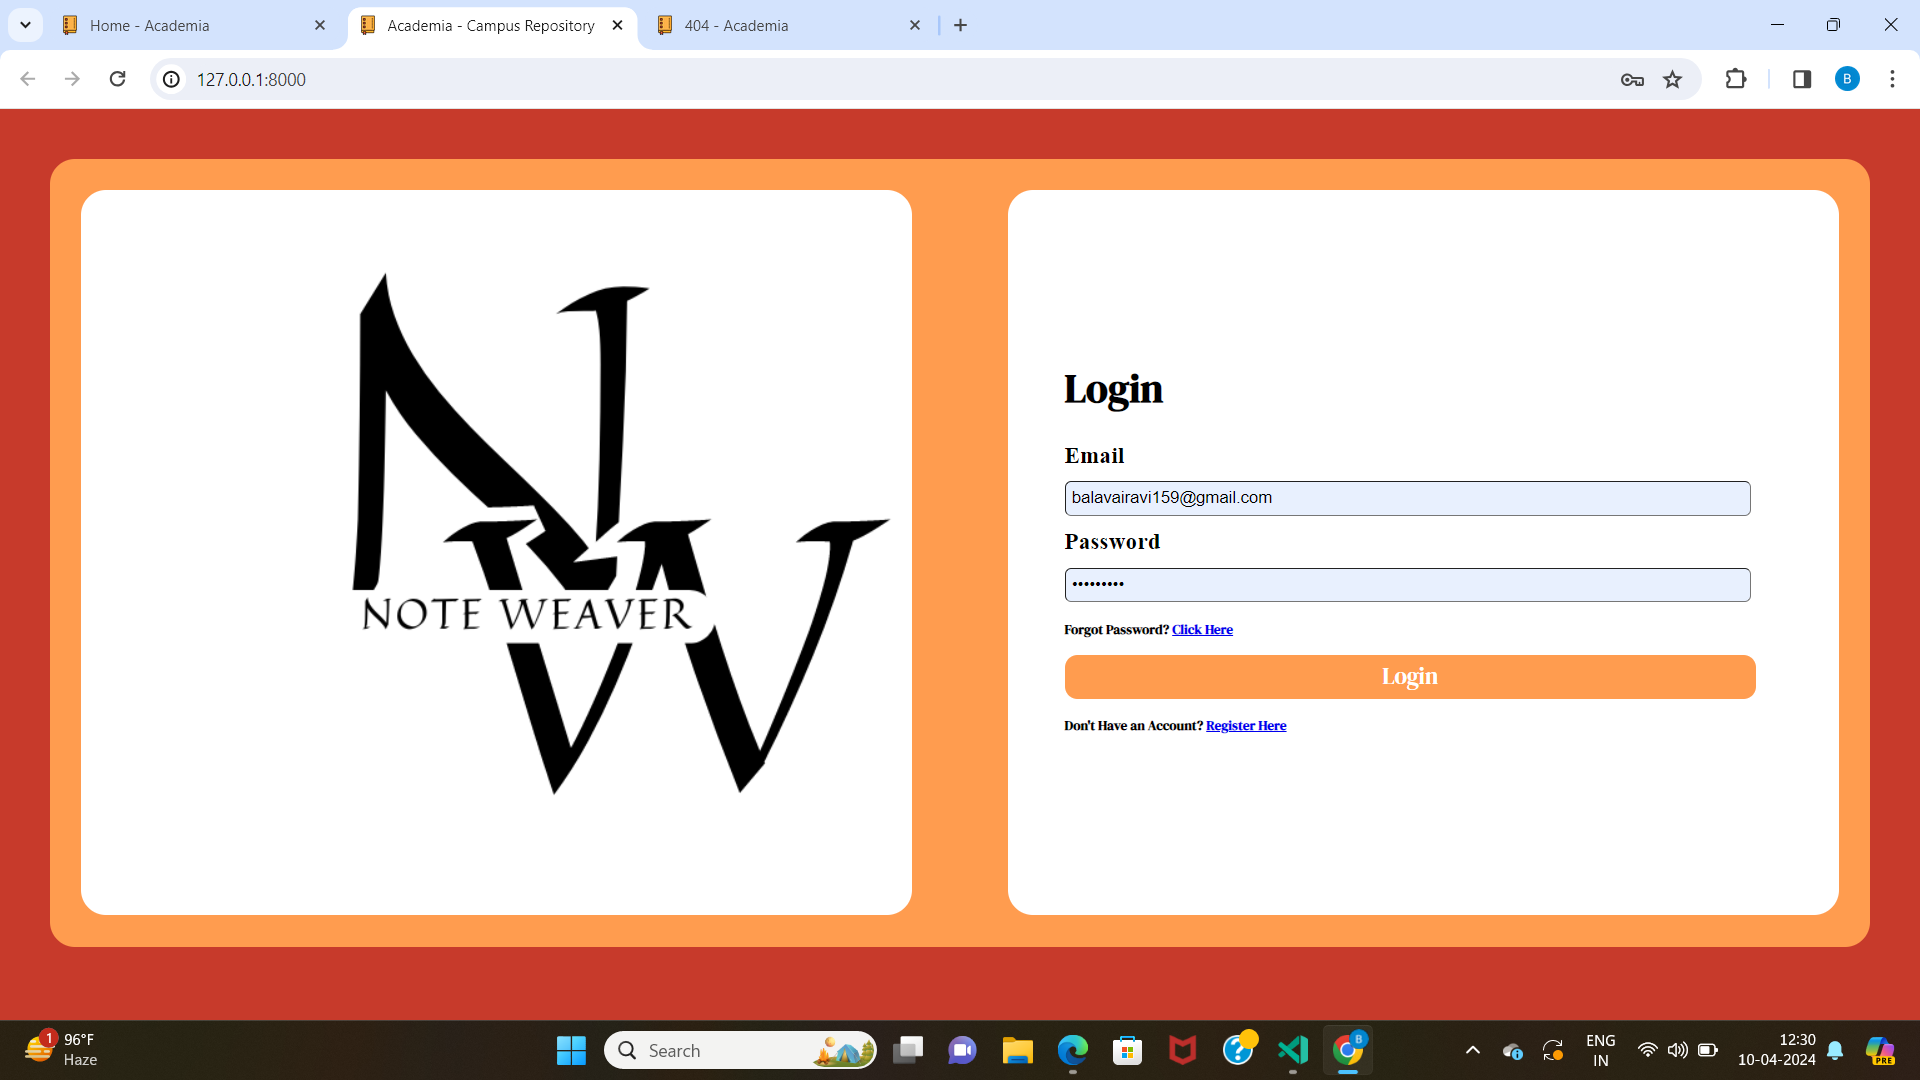 Home - Academia
Academia - Campus Repository
404 - Academia
127.0.0.1:8000
B
NW
NOTE WEAVER
Login
Email
balavairavi159@gmail.com
Password
•••••••••
Forgot Password? Click Here
Login
Don't Have an Account? Register Here
1
96°F
Haze
Search
B
ENG
IN
12:30
10-04-2024
PRE